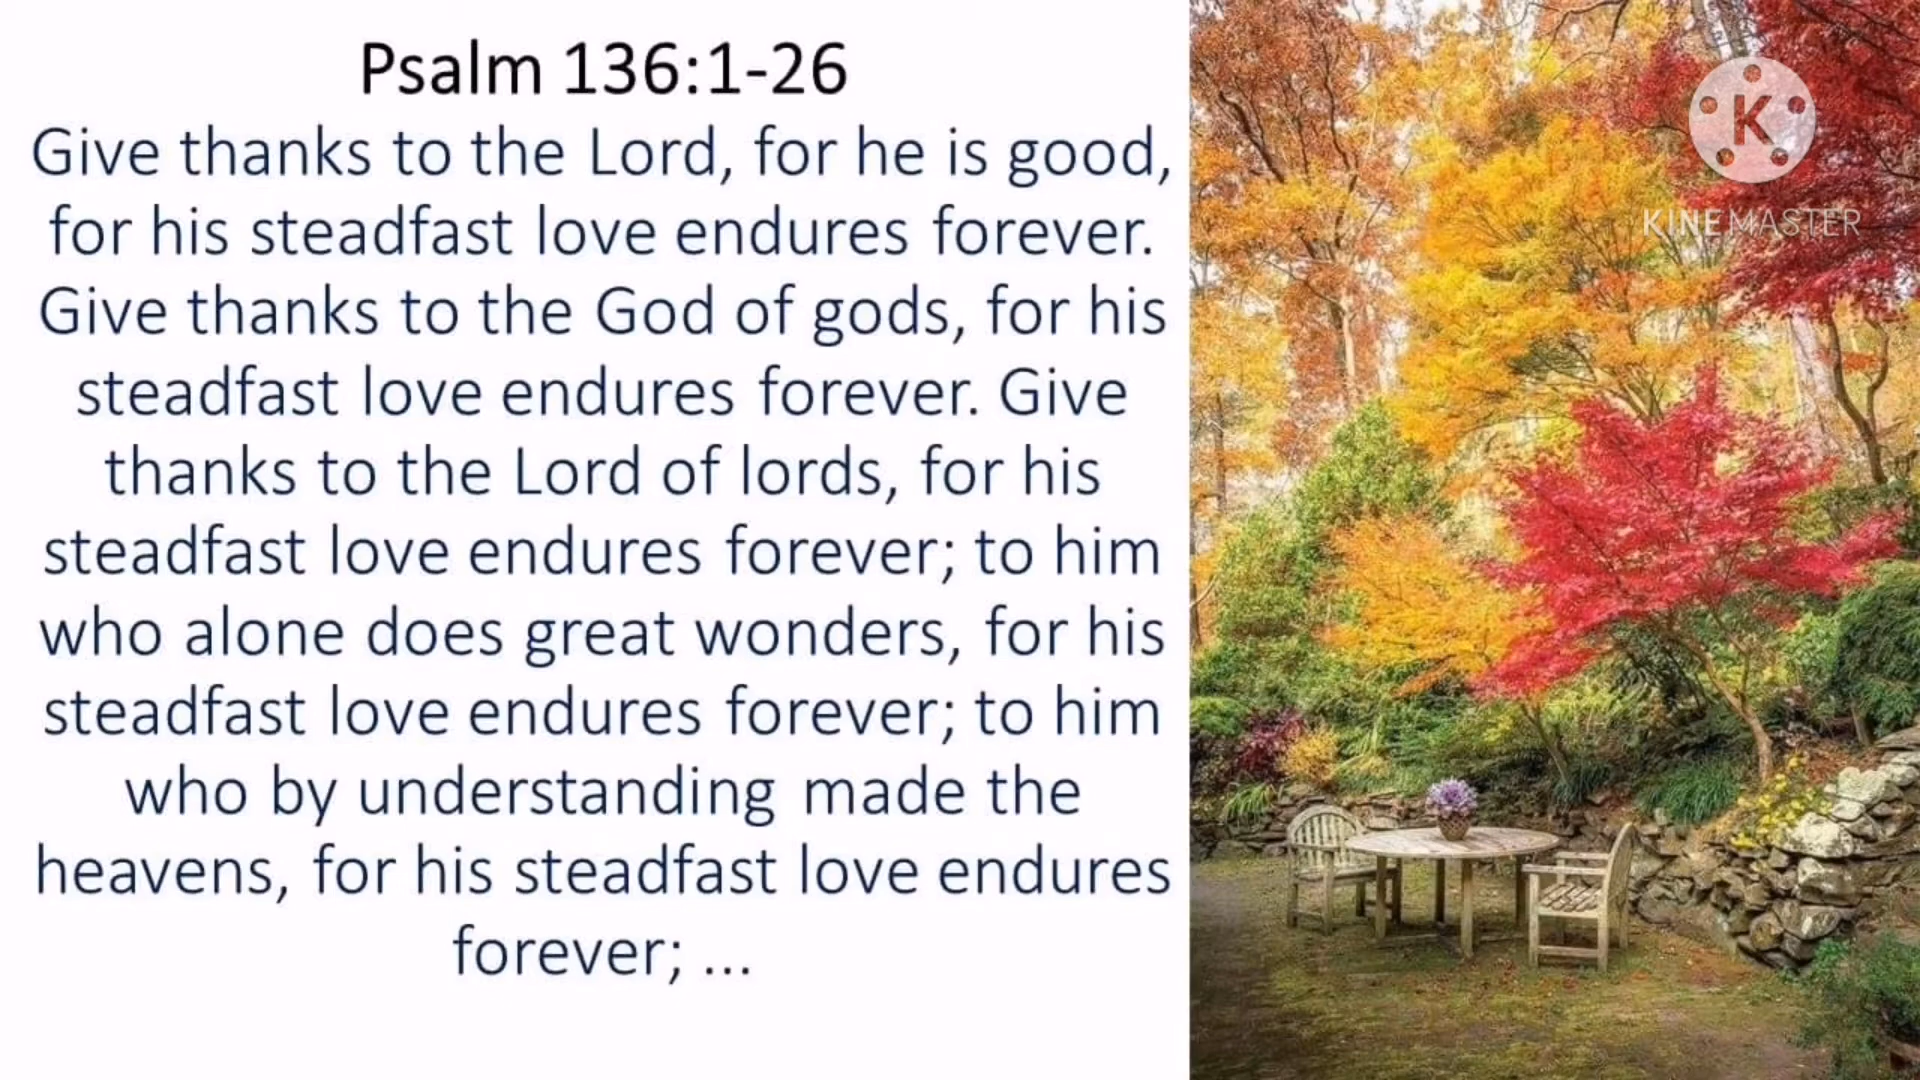 Psalm 136:1-26
Give thanks to the Lord, for he is good,
for his steadfast love endures forever.
Give thanks to the God of gods, for his
steadfast love endures forever. Give
thanks to the Lord of lords, for his
steadfast love endures forever; to him
who alone does great wonders, for his
steadfast love endures forever; to him
who by understanding made the
heavens, for his steadfast love endures
forever; ...
K
KINEMASTER